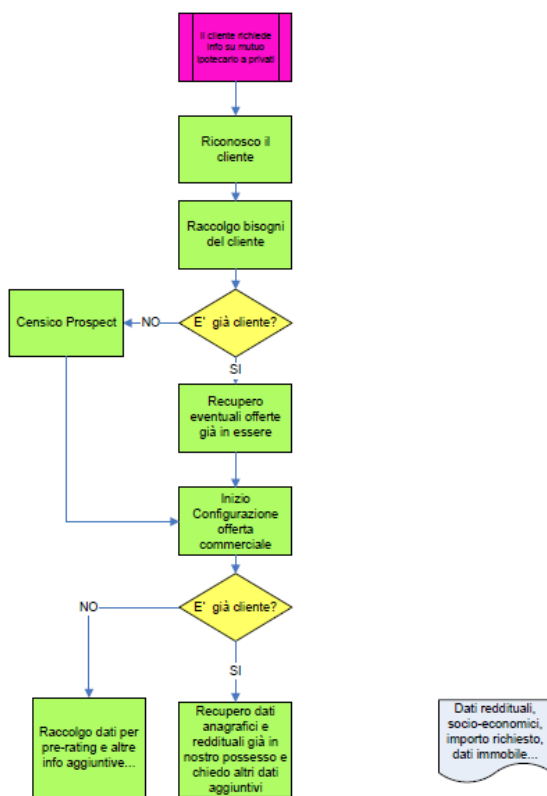 Il cliente richiede
info su mutuo
ipotecario a privati
Riconosco il
cliente
Raccolgo bisogni
del cliente
Censico Prospect
NO
E' già cliente?
SI
Recupero
eventuali offerte
già in essere
Inizio
Configurazione
offerta
commerciale
NO
E' già cliente?
SI
Raccolgo dati per
pre-rating e altre
info aggiuntive...
Recupero dati
anagrafici e
reddituali già in
nostro possesso e
chiedo altri dati
aggiuntivi
Dati reddituali,
socio-economici,
importo richiesto,
dati immobile...